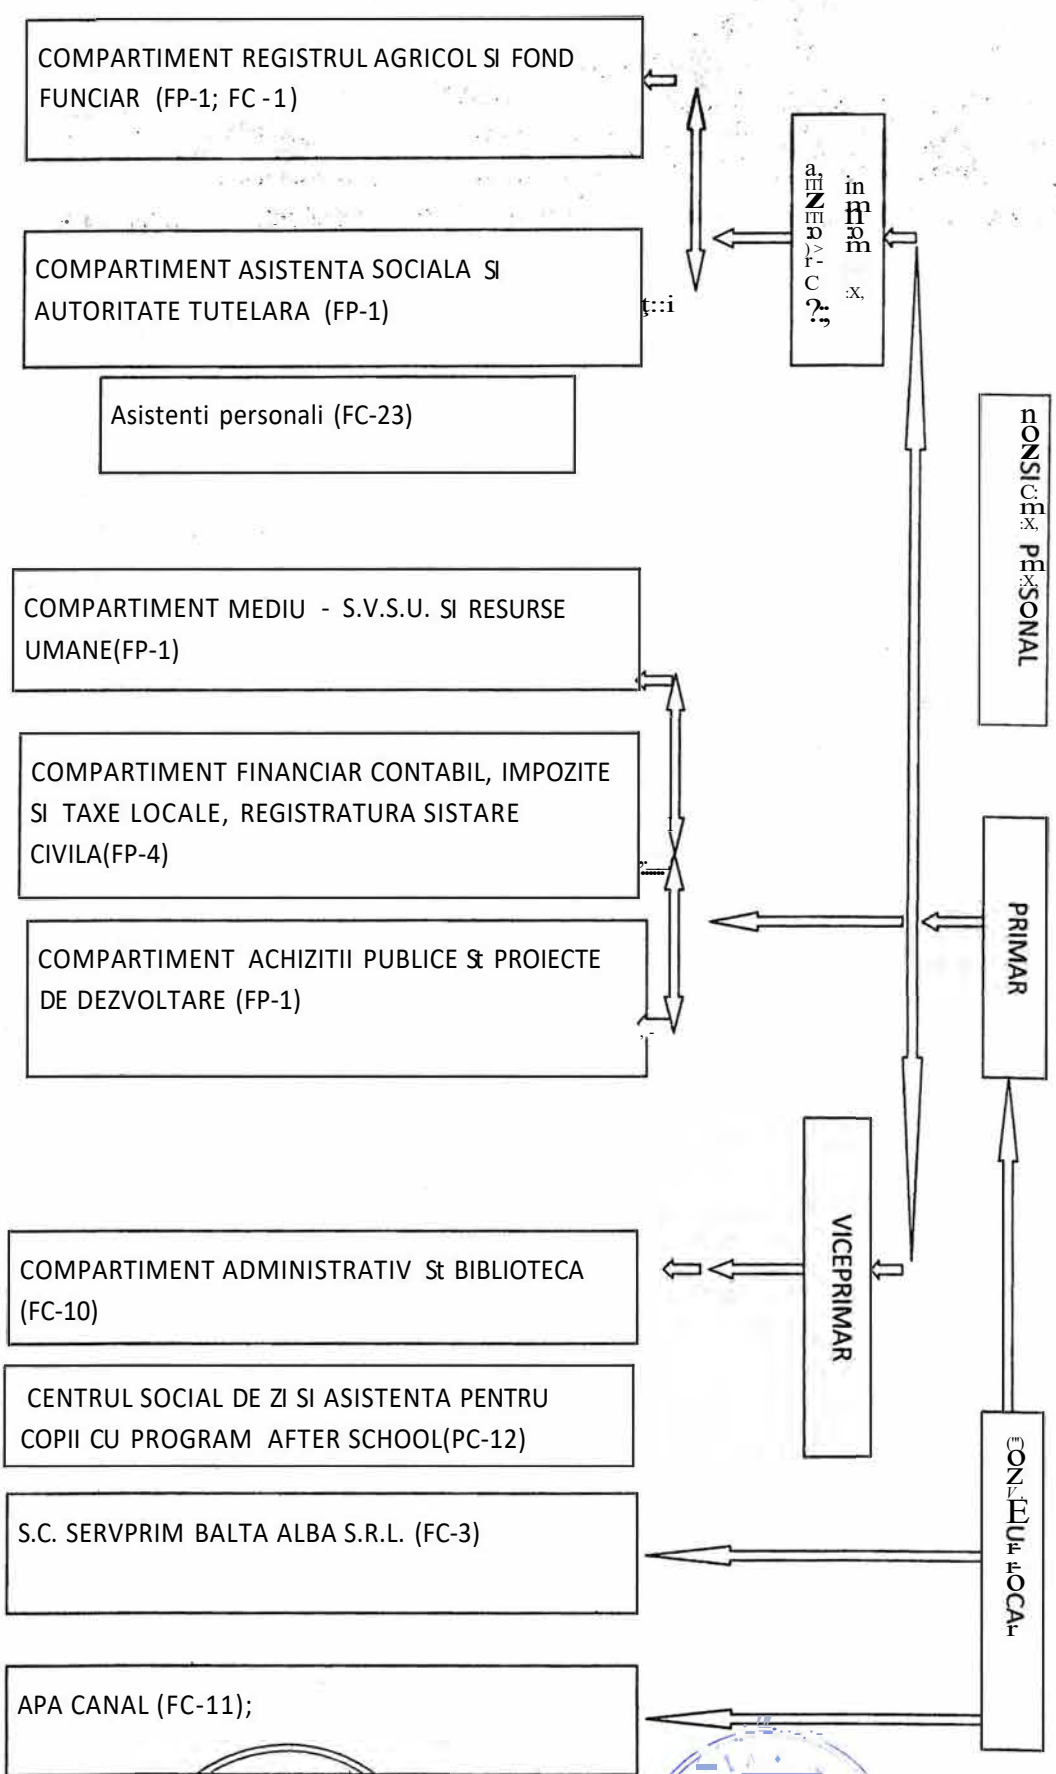 COMPARTIMENT REGISTRUL AGRICOL SI FOND
FUNCIAR (FP-1; FC -1)
COMPARTIMENT ASISTENTA SOCIALA SI
AUTORITATE TUTELARA (FP-1)
Asistenti personali (FC-23)
COMPARTIMENT MEDIU - S.V.S.U. SI RESURSE
UMANE(FP-1)
COMPARTIMENT FINANCIAR CONTABIL, IMPOZITE
SI TAXE LOCALE, REGISTRATURA SISTARE
CIVILA(FP-4)
COMPARTIMENT ACHIZITII PUBLICE St PROIECTE
DE DEZVOLTARE (FP-1)
PRIMAR
VICEPRIMAR
COMPARTIMENT ADMINISTRATIV St BIBLIOTECA
(FC-10)
CENTRUL SOCIAL DE ZI SI ASISTENTA PENTRU
COPII CU PROGRAM AFTER SCHOOL(PC-12)
S.C. SERVPRIM BALTA ALBA S.R.L. (FC-3)
APA CANAL (FC-11);